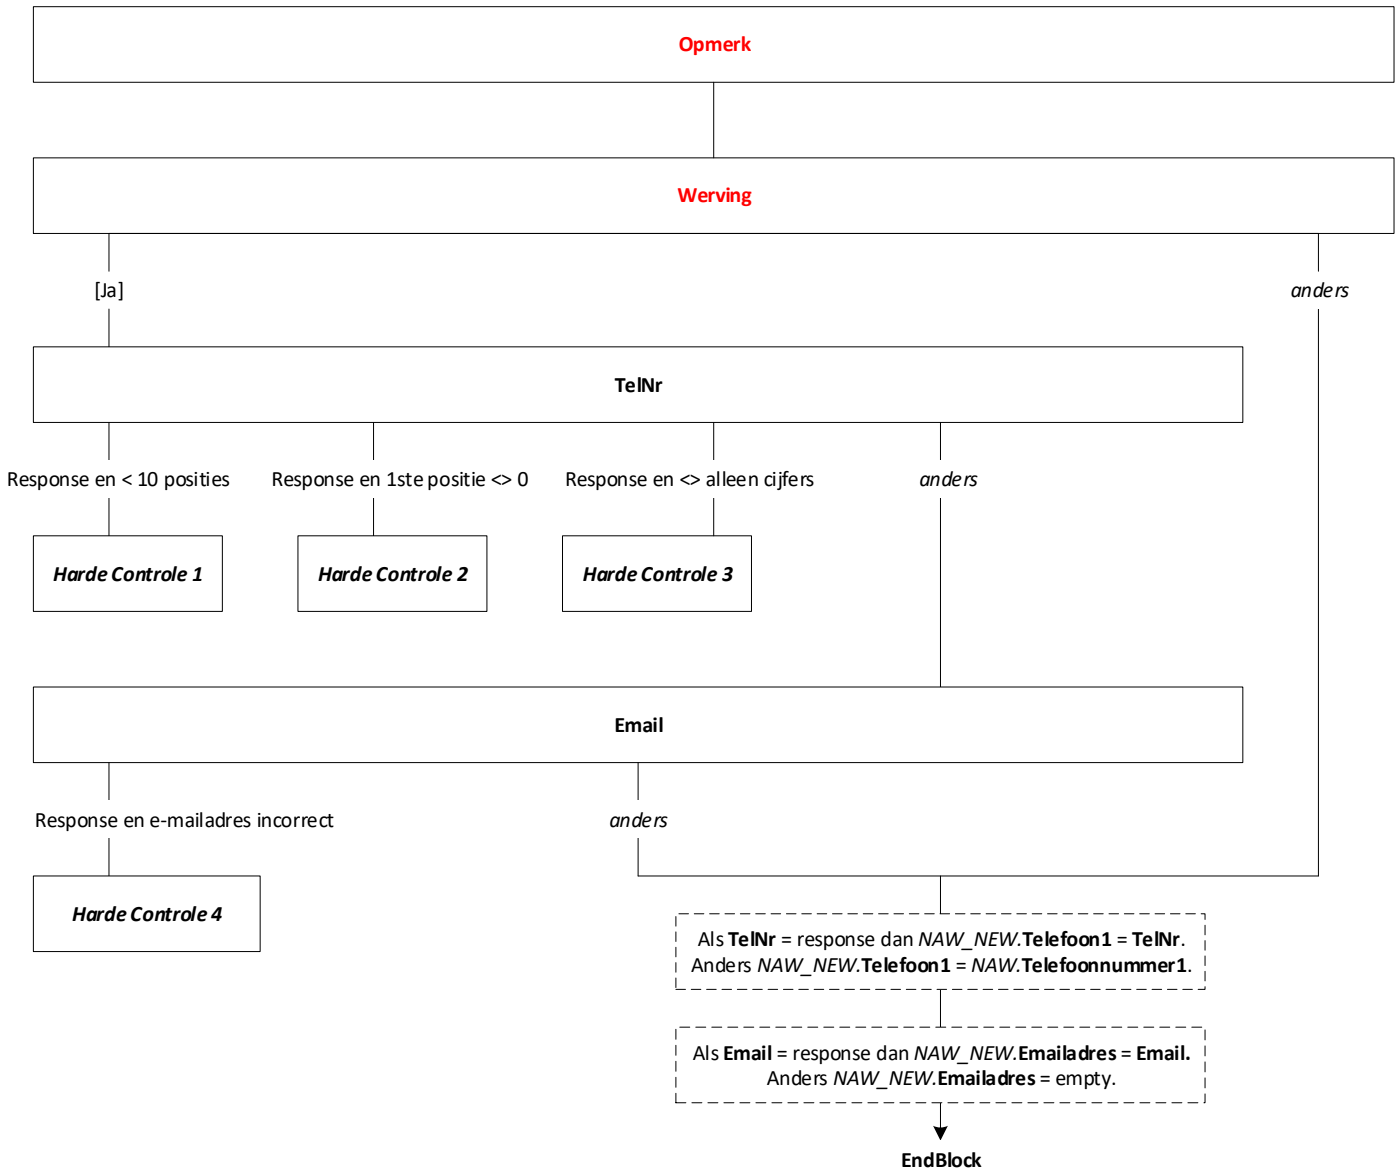 Opmerk
Werving
[Ja]
anders
TelNr
Response en < 10 posities
Response en 1ste positie <> 0
Response en <> alleen cijfers
anders
Harde Controle 1
Harde Controle 2
Harde Controle 3
Email
Response en e-mailadres incorrect
anders
Harde Controle 4
Als TelNr = response dan NAW_NEW.Telefoon1 = TelNr.
Anders NAW_NEW.Telefoon1 = NAW.Telefoonnummer1.
Als Email = response dan NAW_NEW.Emailadres = Email.
Anders NAW_NEW.Emailadres = empty.
EndBlock